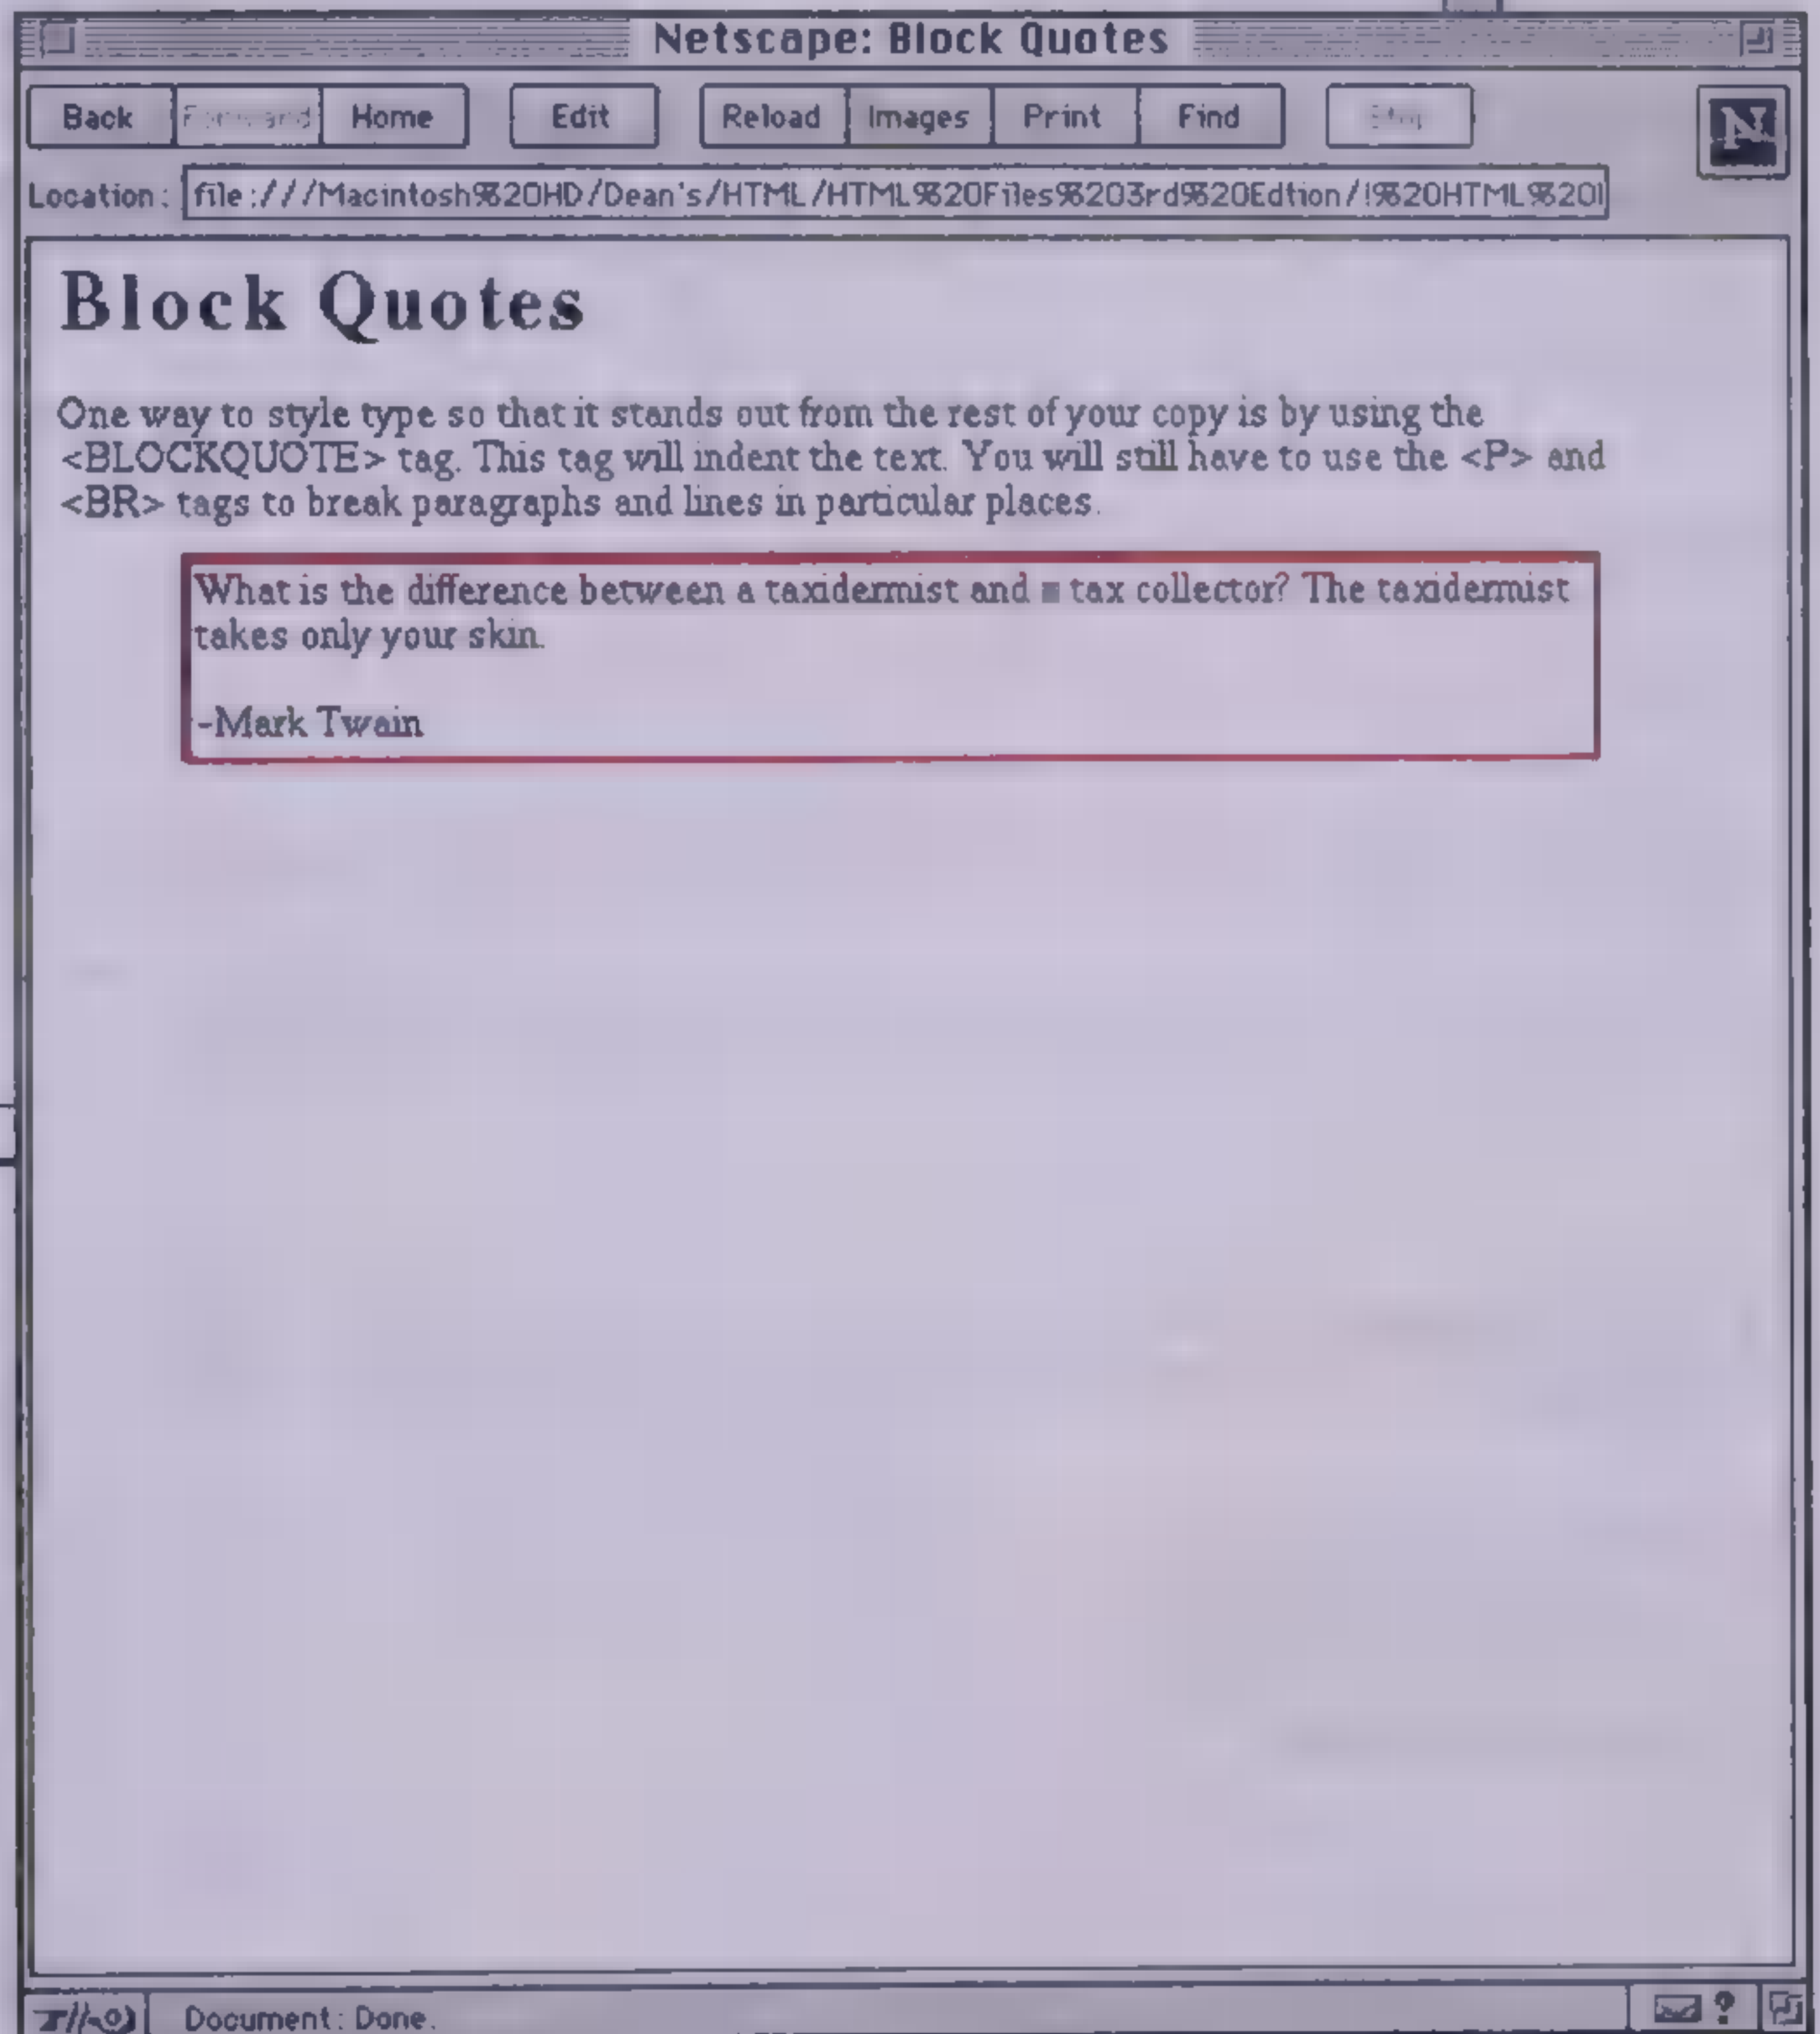 Netscape: Block Quotes
Back Forward Home Edit Reload Images Print Find Stop
N
Location: file:///Macintosh%20HD/Dean's/HTML/HTML%20Files%203rd%20Edtion/!%20HTML%20I
Block Quotes
One way to style type so that it stands out from the rest of your copy is by using the
<BLOCKQUOTE> tag. This tag will indent the text. You will still have to use the <P> and
<BR> tags to break paragraphs and lines in particular places.
What is the difference between a taxidermist and a tax collector? The taxidermist
takes only your skin.
-Mark Twain
Document: Done.
?